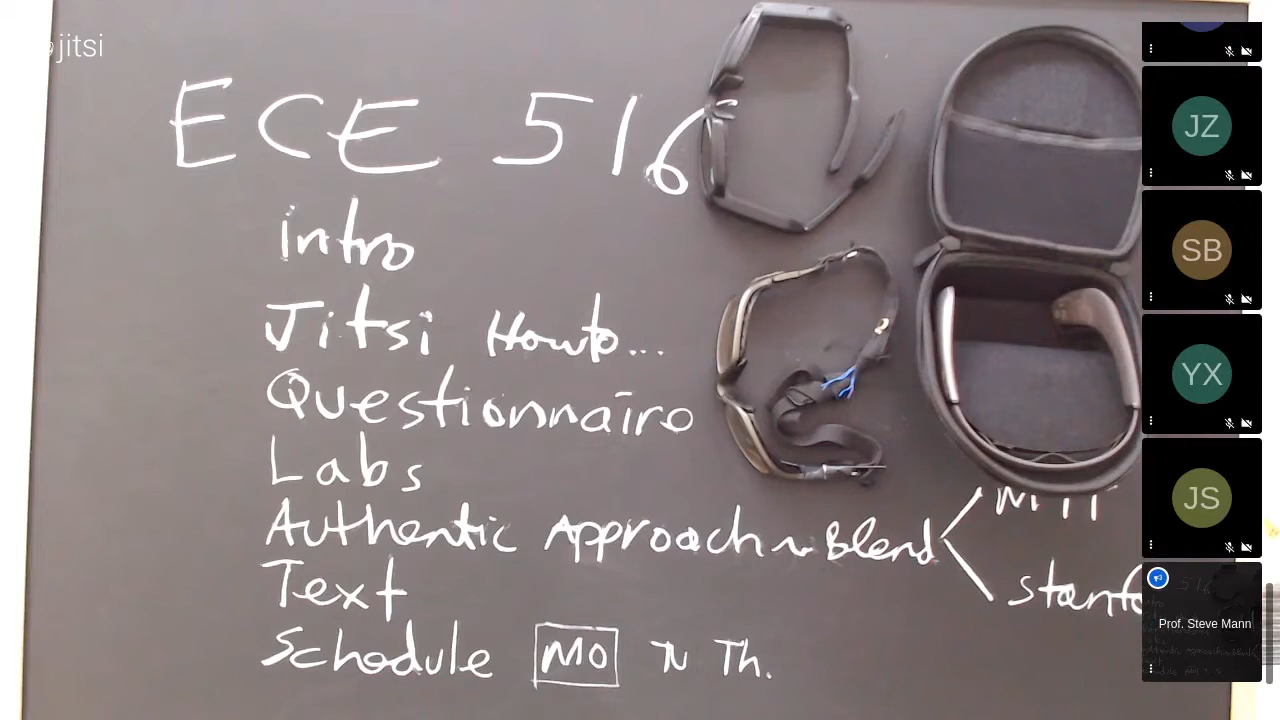 jitsi
ECE 516
intro
Jitsi Howto...
Questionnaire
Labs
Authentic Approach ~ Blend
MIT
stanfo
Text
Schedule MO Th.
JZ
SB
YX
JS
Prof. Steve Mann